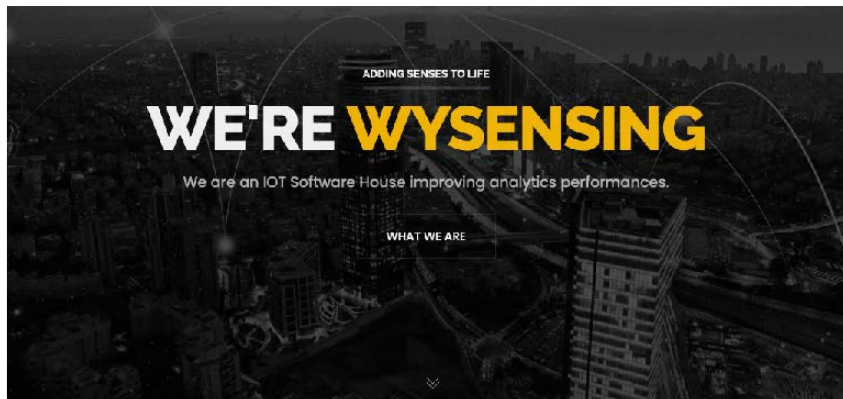 ADDING SENSES TO LIFE
WE'RE WYSENSING
We are an IOT Software House improving analytics performances.
WHAT WE ARE